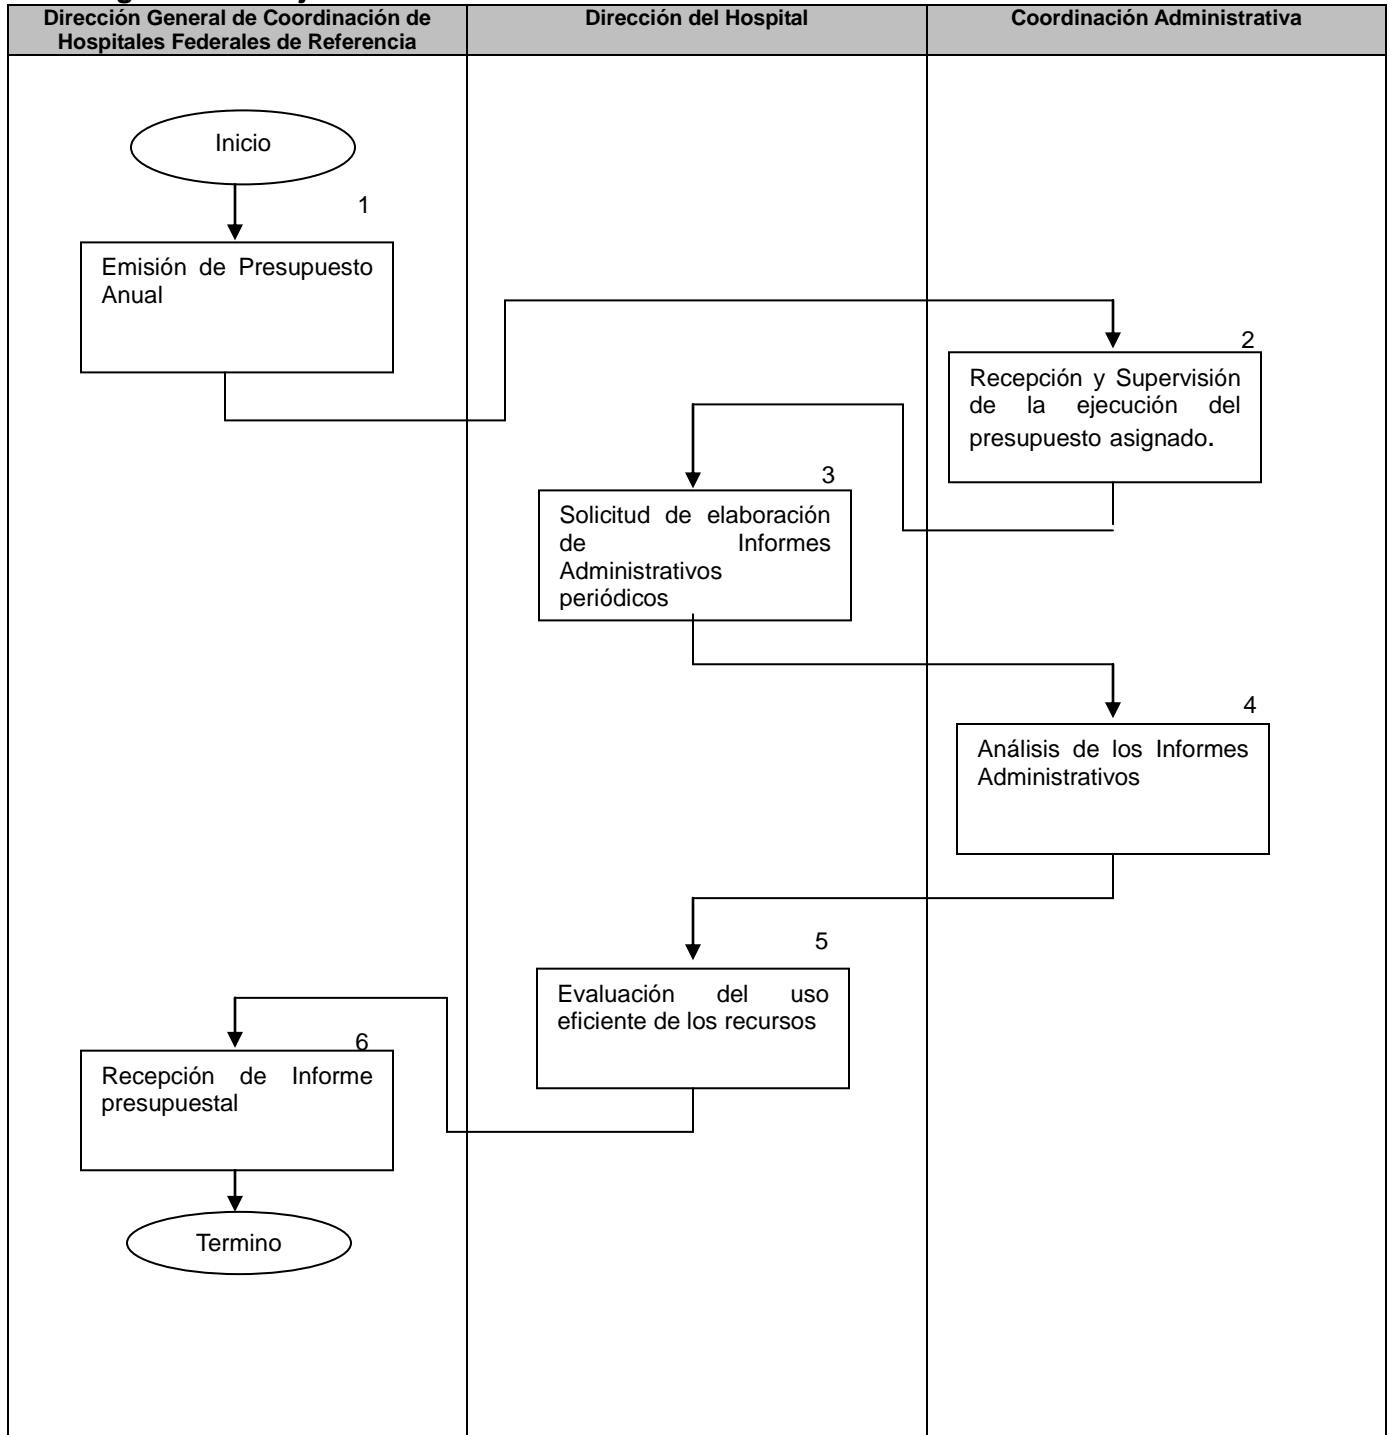 Dirección General de Coordinación de
Hospitales Federales de Referencia
Dirección del Hospital
Coordinación Administrativa
Inicio
1
Emisión de Presupuesto
Anual
2
Recepción y Supervisión
de la ejecución del
presupuesto asignado.
3
Solicitud de elaboración
de Informes
Administrativos
periódicos
4
Análisis de los Informes
Administrativos
5
Evaluación del uso
eficiente de los recursos
6
Recepción de Informe
presupuestal
Termino